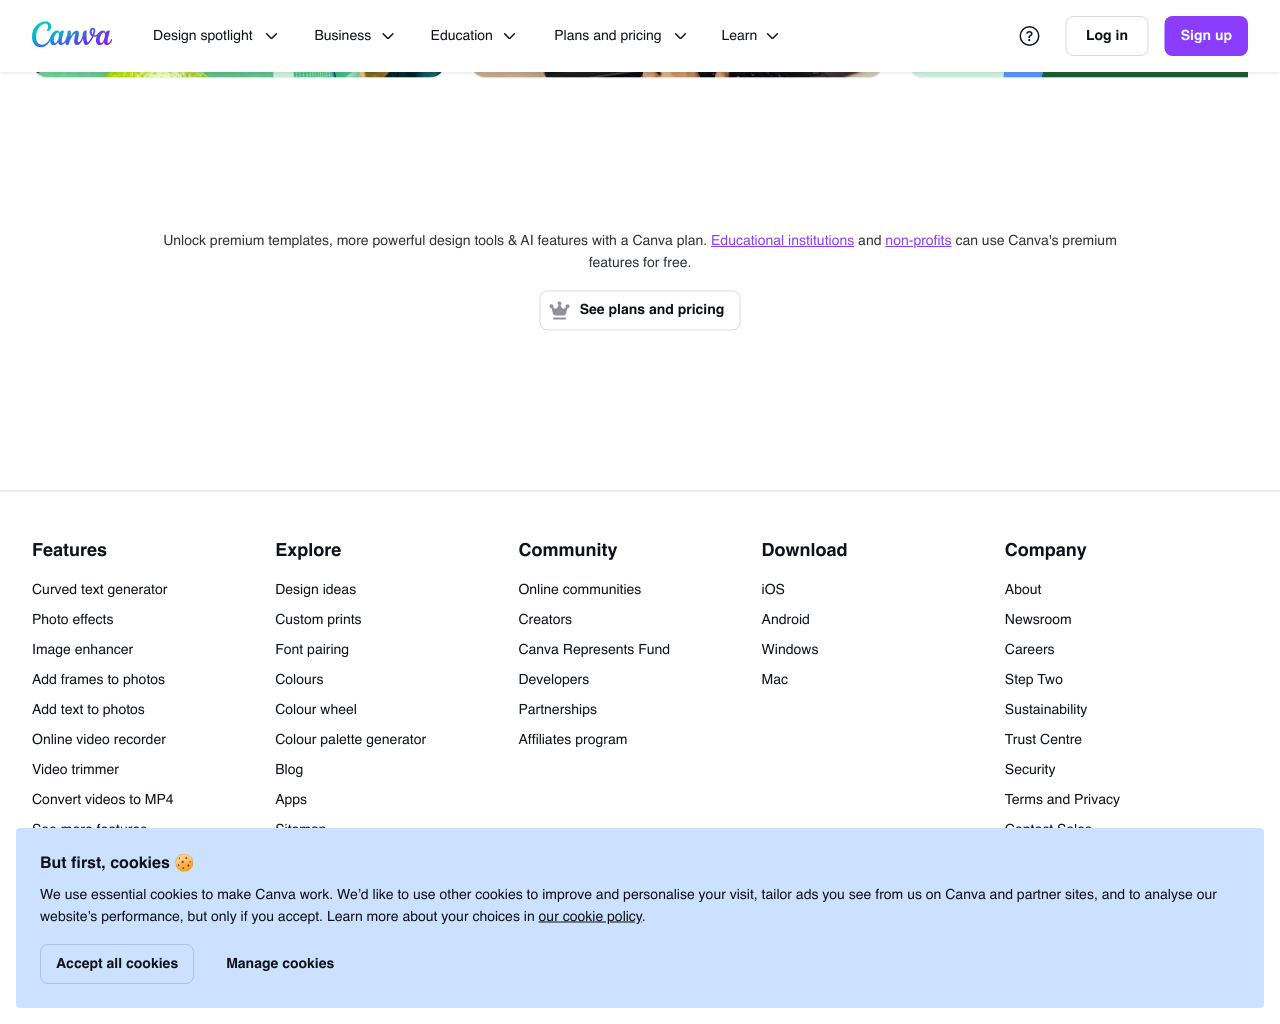 Canva
Design spotlight
Business
Education
Plans and pricing
Learn
Log in
Sign up
Unlock premium templates, more powerful design tools & AI features with a Canva plan. Educational institutions and non-profits can use Canva's premium
features for free.
See plans and pricing
Features
Curved text generator
Photo effects
Image enhancer
Add frames to photos
Add text to photos
Online video recorder
Video trimmer
Convert videos to MP4
See more features
Explore
Design ideas
Custom prints
Font pairing
Colours
Colour wheel
Colour palette generator
Blog
Apps
Sitemap
Community
Online communities
Creators
Canva Represents Fund
Developers
Partnerships
Affiliates program
Download
iOS
Android
Windows
Mac
Company
About
Newsroom
Careers
Step Two
Sustainability
Trust Centre
Security
Terms and Privacy
Contact Sales
But first, cookies 🍪
We use essential cookies to make Canva work. We’d like to use other cookies to improve and personalise your visit, tailor ads you see from us on Canva and partner sites, and to analyse our
website’s performance, but only if you accept. Learn more about your choices in our cookie policy.
Accept all cookies
Manage cookies